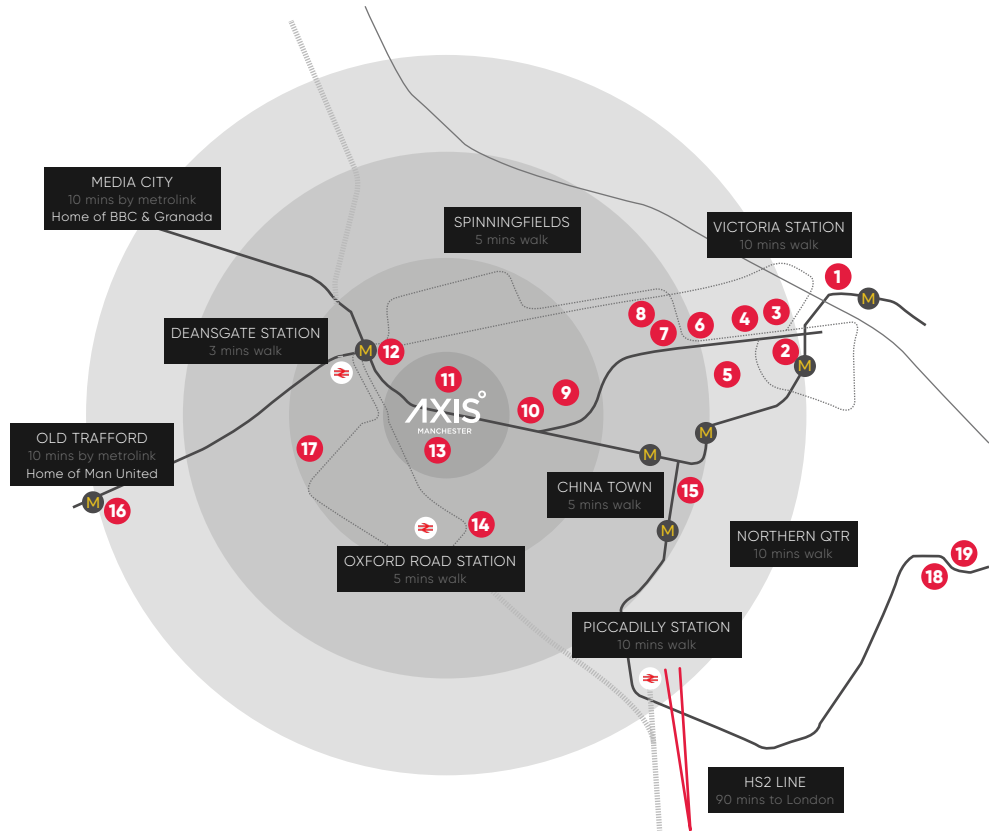 MEDIA CITY
10 mins by metrolink
Home of BBC & Granada
SPINNINGFIELDS
5 mins walk
VICTORIA STATION
10 mins walk
1
M
8
7
6
4
3
DEANSGATE STATION
3 mins walk
M
12
2
M
5
11
9
10
AXIS°
MANCHESTER
13
17
OLD TRAFFORD
10 mins by metrolink
Home of Man United
M
16
M
M
CHINA TOWN
5 mins walk
15
14
M
OXFORD ROAD STATION
5 mins walk
NORTHERN QTR
10 mins walk
19
18
PICCADILLY STATION
10 mins walk
HS2 LINE
90 mins to London